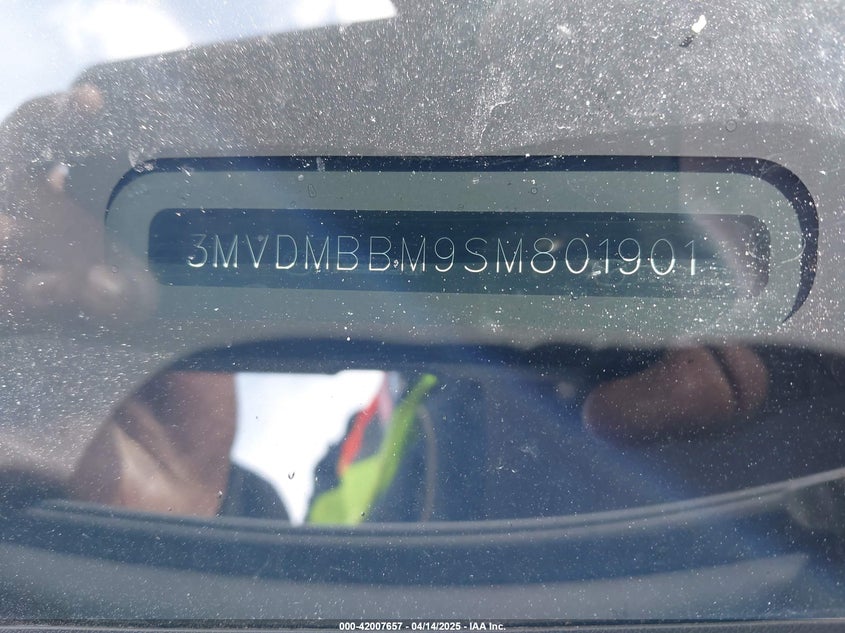 3MVDMBBM9SM801901
000-42007657 - 04/14/2025 - IAA Inc.